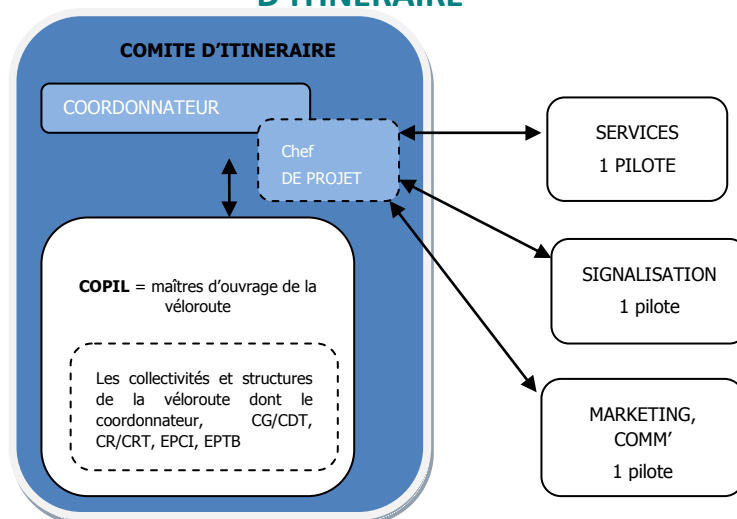 D'ITINERAIRE
COMITE D'ITINERAIRE
COORDONNATEUR
Chef
DE PROJET
COPIL = maîtres d'ouvrage de la
véloroute
Les collectivités et structures
de la véloroute dont le
coordonnateur, CG/CDT,
CR/CRT, EPCI, EPTB
SERVICES
1 PILOTE
SIGNALISATION
1 pilote
MARKETING,
COMM'
1 pilote